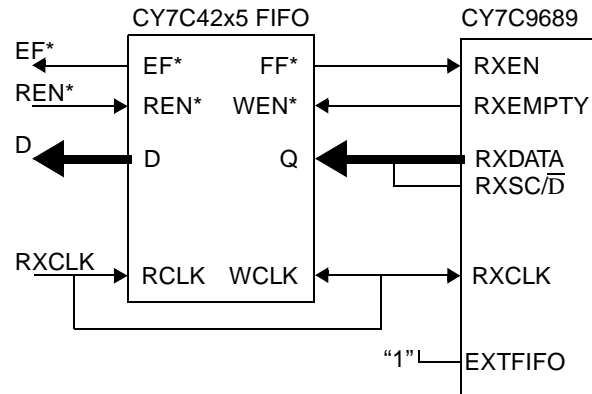 CY7C42x5 FIFO CY7C9689
EF* EF* FF* RXEN
REN* REN* WEN* RXEMPTY
D D Q RXDATA
RXSC/D̅
RXCLK RCLK WCLK RXCLK
“1” EXTFIFO